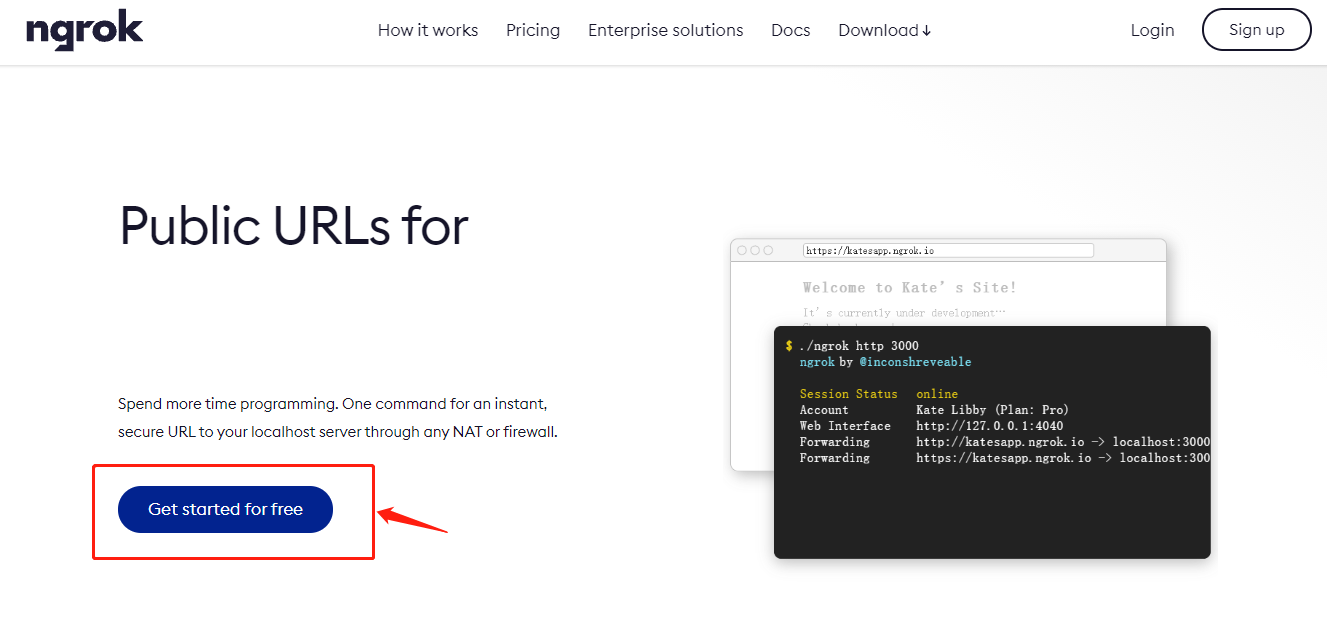 ngrok
How it works Pricing Enterprise solutions Docs Download↓ Login Sign up
Public URLs for
https://katesapp.ngrok.io
Welcome to Kate’s Site!
It’s currently under development…
$ ./ngrok http 3000
ngrok by @inconshreveable
Session Status online
Account Kate Libby (Plan: Pro)
Web Interface http://127.0.0.1:4040
Forwarding http://katesapp.ngrok.io -> localhost:3000
Forwarding https://katesapp.ngrok.io -> localhost:300
Spend more time programming. One command for an instant,
secure URL to your localhost server through any NAT or firewall.
Get started for free